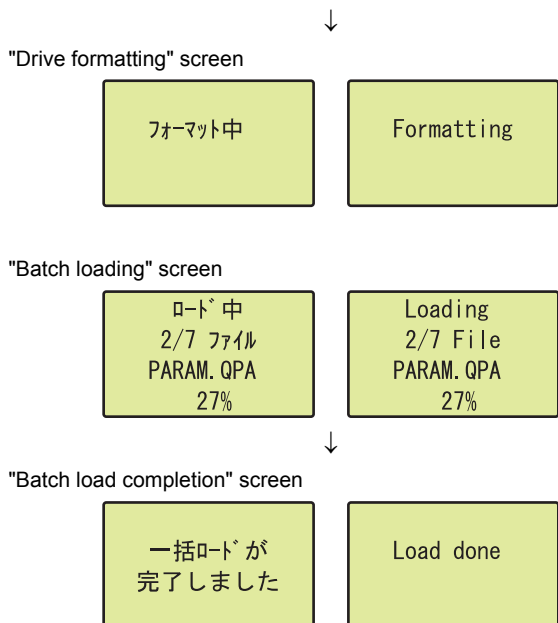 ↓
"Drive formatting" screen
ﾌｫｰﾏｯﾄ中
Formatting
"Batch loading" screen
ﾛｰﾄﾞ中
2/7 ﾌｧｲﾙ
PARAM.QPA
27%
Loading
2/7 File
PARAM.QPA
27%
↓
"Batch load completion" screen
一括ﾛｰﾄﾞが
完了しました
Load done